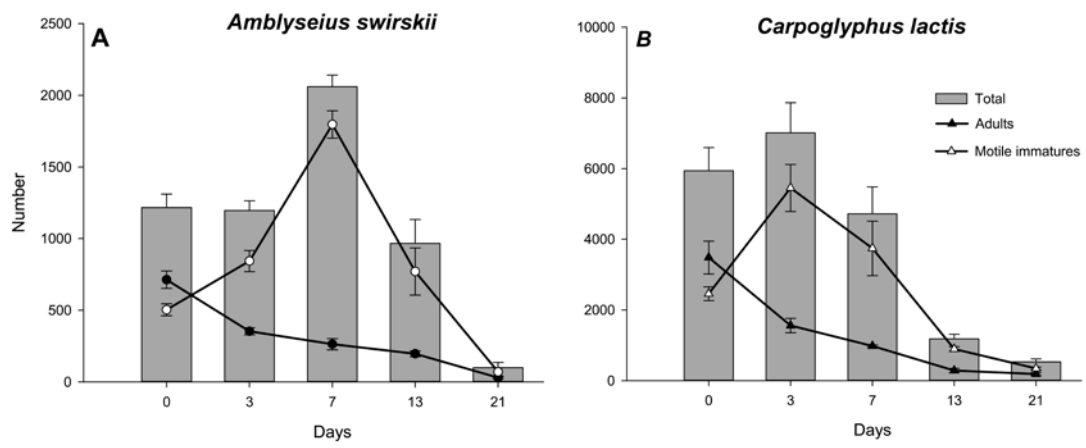 A
Amblyseius swirskii
2500
2000
1500
1000
500
0
Number
0 3 7 13 21
Days
B
Carpoglyphus lactis
10000
8000
6000
4000
2000
0
Total
Adults
Motile immatures
0 3 7 13 21
Days